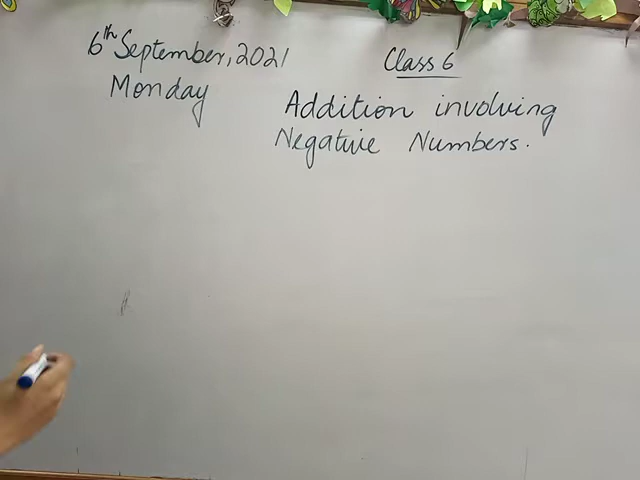 6th September, 2021
Monday
Class 6
Addition involving
Negative Numbers.